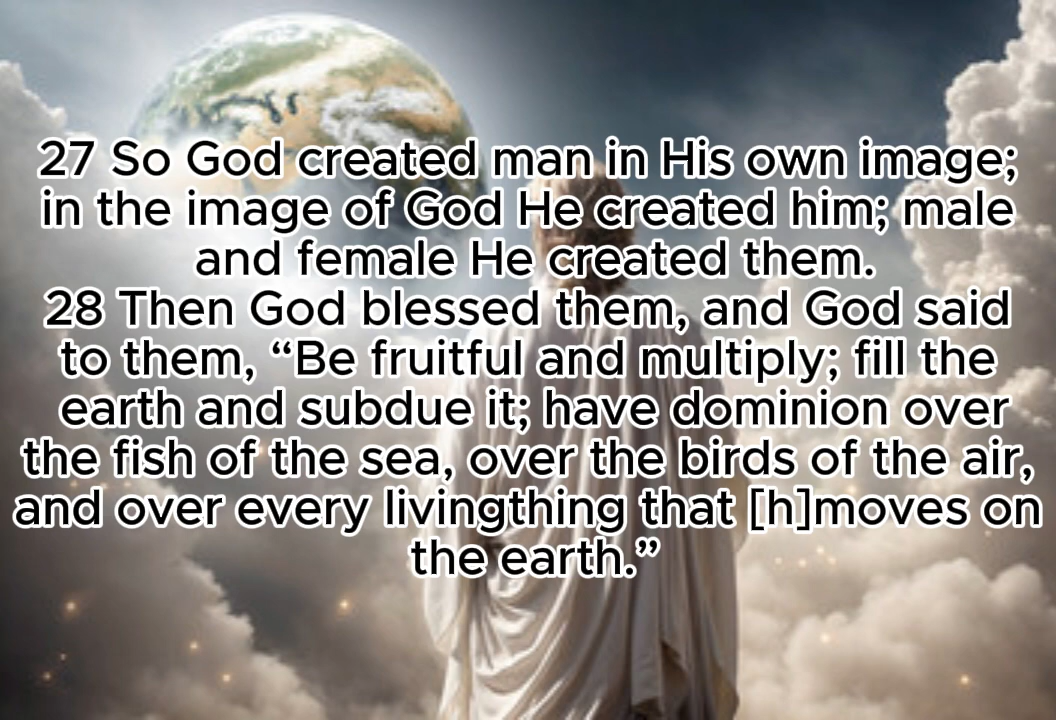 27 So God created man in His own image;
in the image of God He created him; male
and female He created them.
28 Then God blessed them, and God said
to them, “Be fruitful and multiply; fill the
earth and subdue it; have dominion over
the fish of the sea, over the birds of the air,
and over every livingthing that [h]moves on
the earth.”